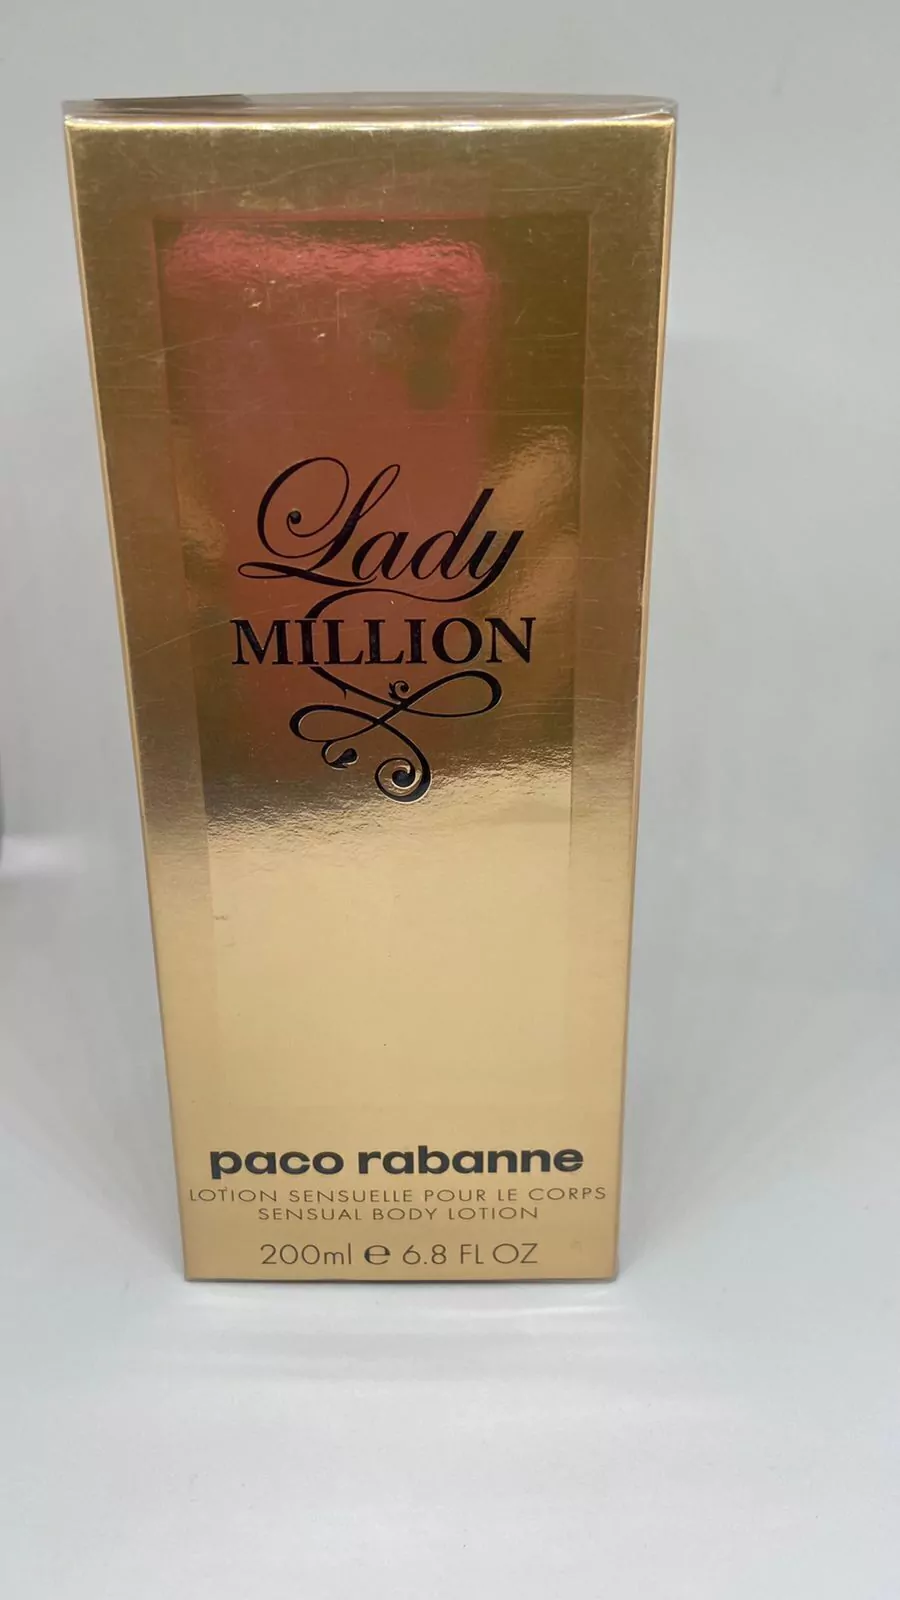 Lady
MILLION
paco rabanne
LOTION SENSUELLE POUR LE CORPS
SENSUAL BODY LOTION
200ml ℮ 6.8 FL OZ